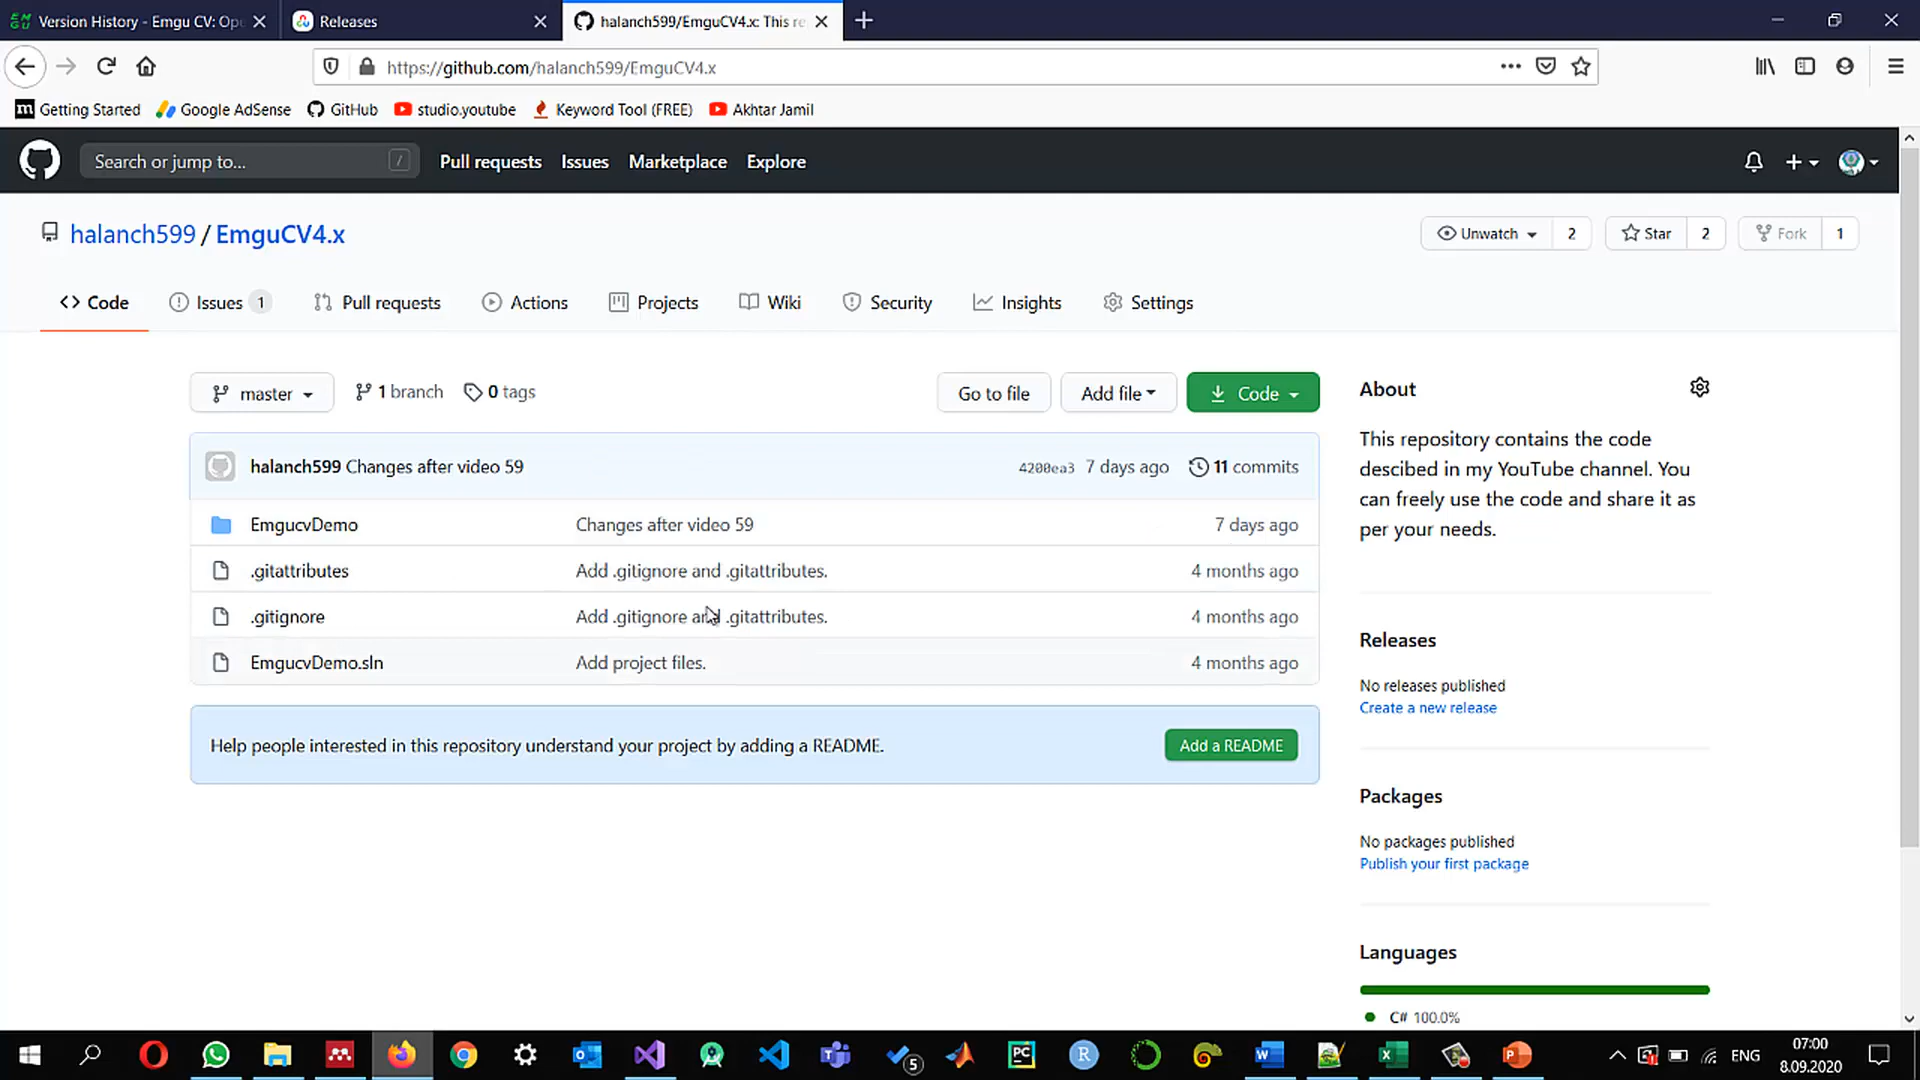 Version History - Emgu CV: Ope
Releases
halanch599/EmguCV4.x: This re
https://github.com/halanch599/EmguCV4.x
Getting Started
Google AdSense
GitHub
studio.youtube
Keyword Tool (FREE)
Akhtar Jamil
Search or jump to... /
Pull requests
Issues
Marketplace
Explore
halanch599 / EmguCV4.x
Unwatch 2
Star 2
Fork 1
Code
Issues 1
Pull requests
Actions
Projects
Wiki
Security
Insights
Settings
master
1 branch
0 tags
Go to file
Add file
Code
halanch599 Changes after video 59
4200ea3 7 days ago
11 commits
EmgucvDemo
Changes after video 59
7 days ago
.gitattributes
Add .gitignore and .gitattributes.
4 months ago
.gitignore
Add .gitignore and .gitattributes.
4 months ago
EmgucvDemo.sln
Add project files.
4 months ago
Help people interested in this repository understand your project by adding a README.
Add a README
About
This repository contains the code
descibed in my YouTube channel. You
can freely use the code and share it as
per your needs.
Releases
No releases published
Create a new release
Packages
No packages published
Publish your first package
Languages
C# 100.0%
PC
R
5
ENG
07:00
8.09.2020